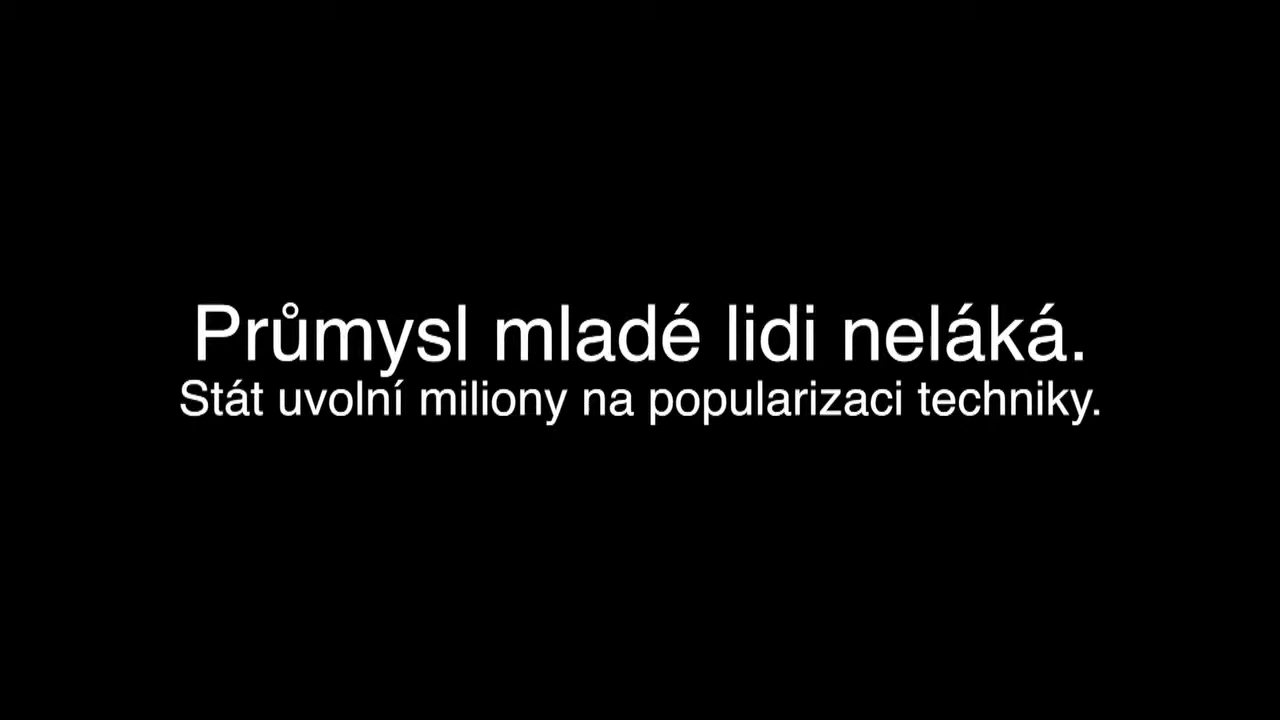 Průmysl mladé lidi neláká.
Stát uvolní miliony na popularizaci techniky.